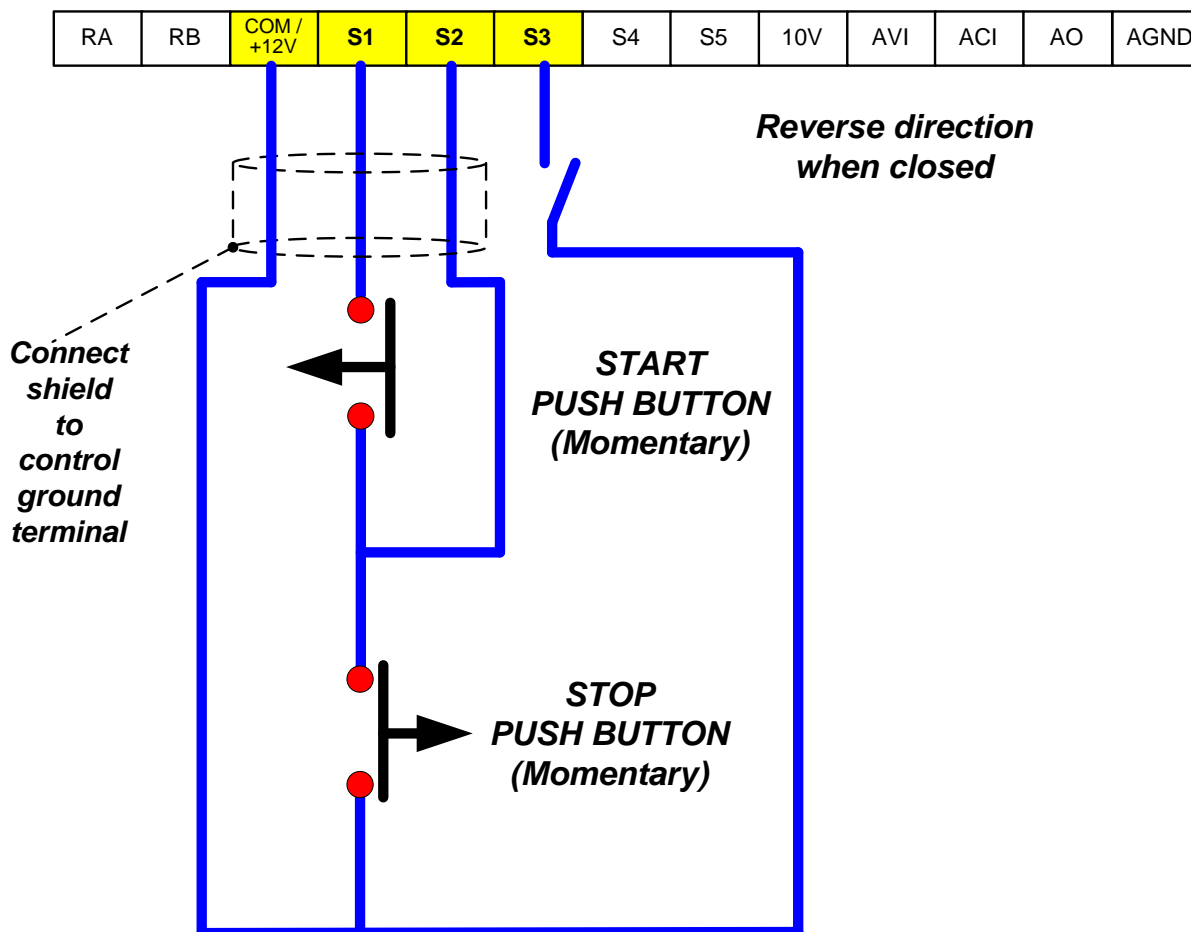 RA RB COM / +12V S1 S2 S3 S4 S5 10V AVI ACI AO AGND
Reverse direction
when closed
Connect
shield
to
control
ground
terminal
START
PUSH BUTTON
(Momentary)
STOP
PUSH BUTTON
(Momentary)